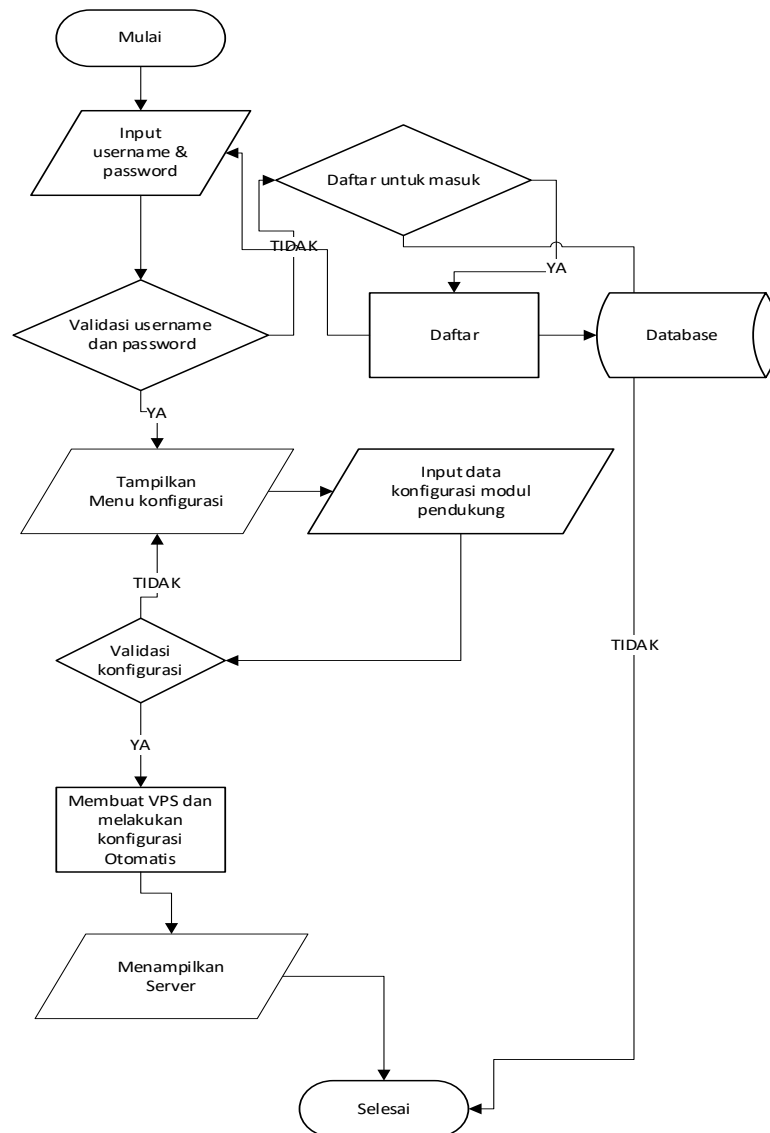 Mulai
Input
username &
password
Daftar untuk masuk
TIDAK
YA
Validasi username
dan password
Daftar
Database
YA
Tampilkan
Menu konfigurasi
Input data
konfigurasi modul
pendukung
TIDAK
Validasi
konfigurasi
TIDAK
YA
Membuat VPS dan
melakukan
konfigurasi
Otomatis
Menampilkan
Server
Selesai